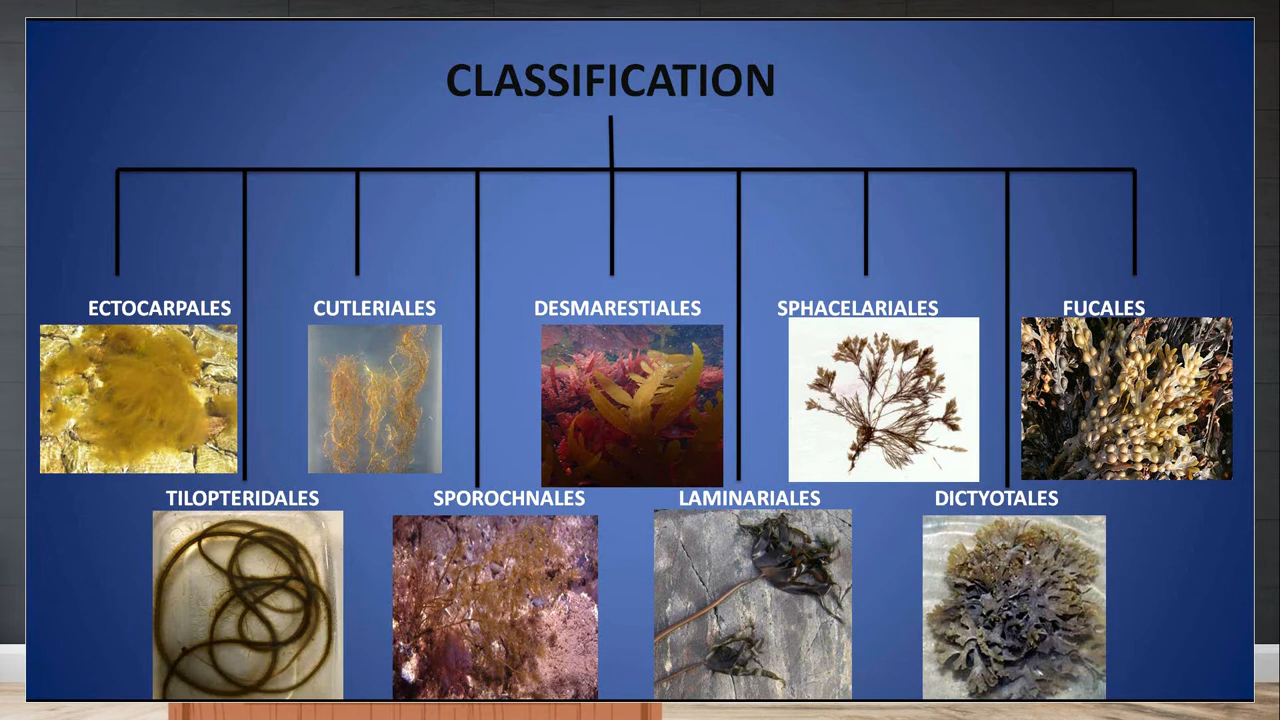 CLASSIFICATION
ECTOCARPALES
CUTLERIALES
DESMARESTIALES
SPHACELARIALES
FUCALES
TILOPTERIDALES
SPOROCHNALES
LAMINARIALES
DICTYOTALES